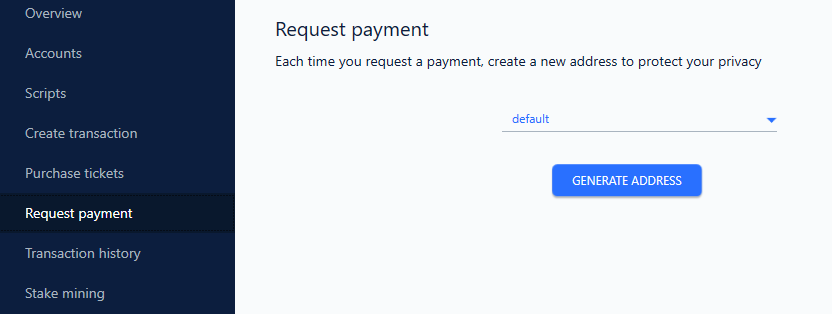 Overview
Accounts
Scripts
Create transaction
Purchase tickets
Request payment
Transaction history
Stake mining
Request payment
Each time you request a payment, create a new address to protect your privacy
default
GENERATE ADDRESS